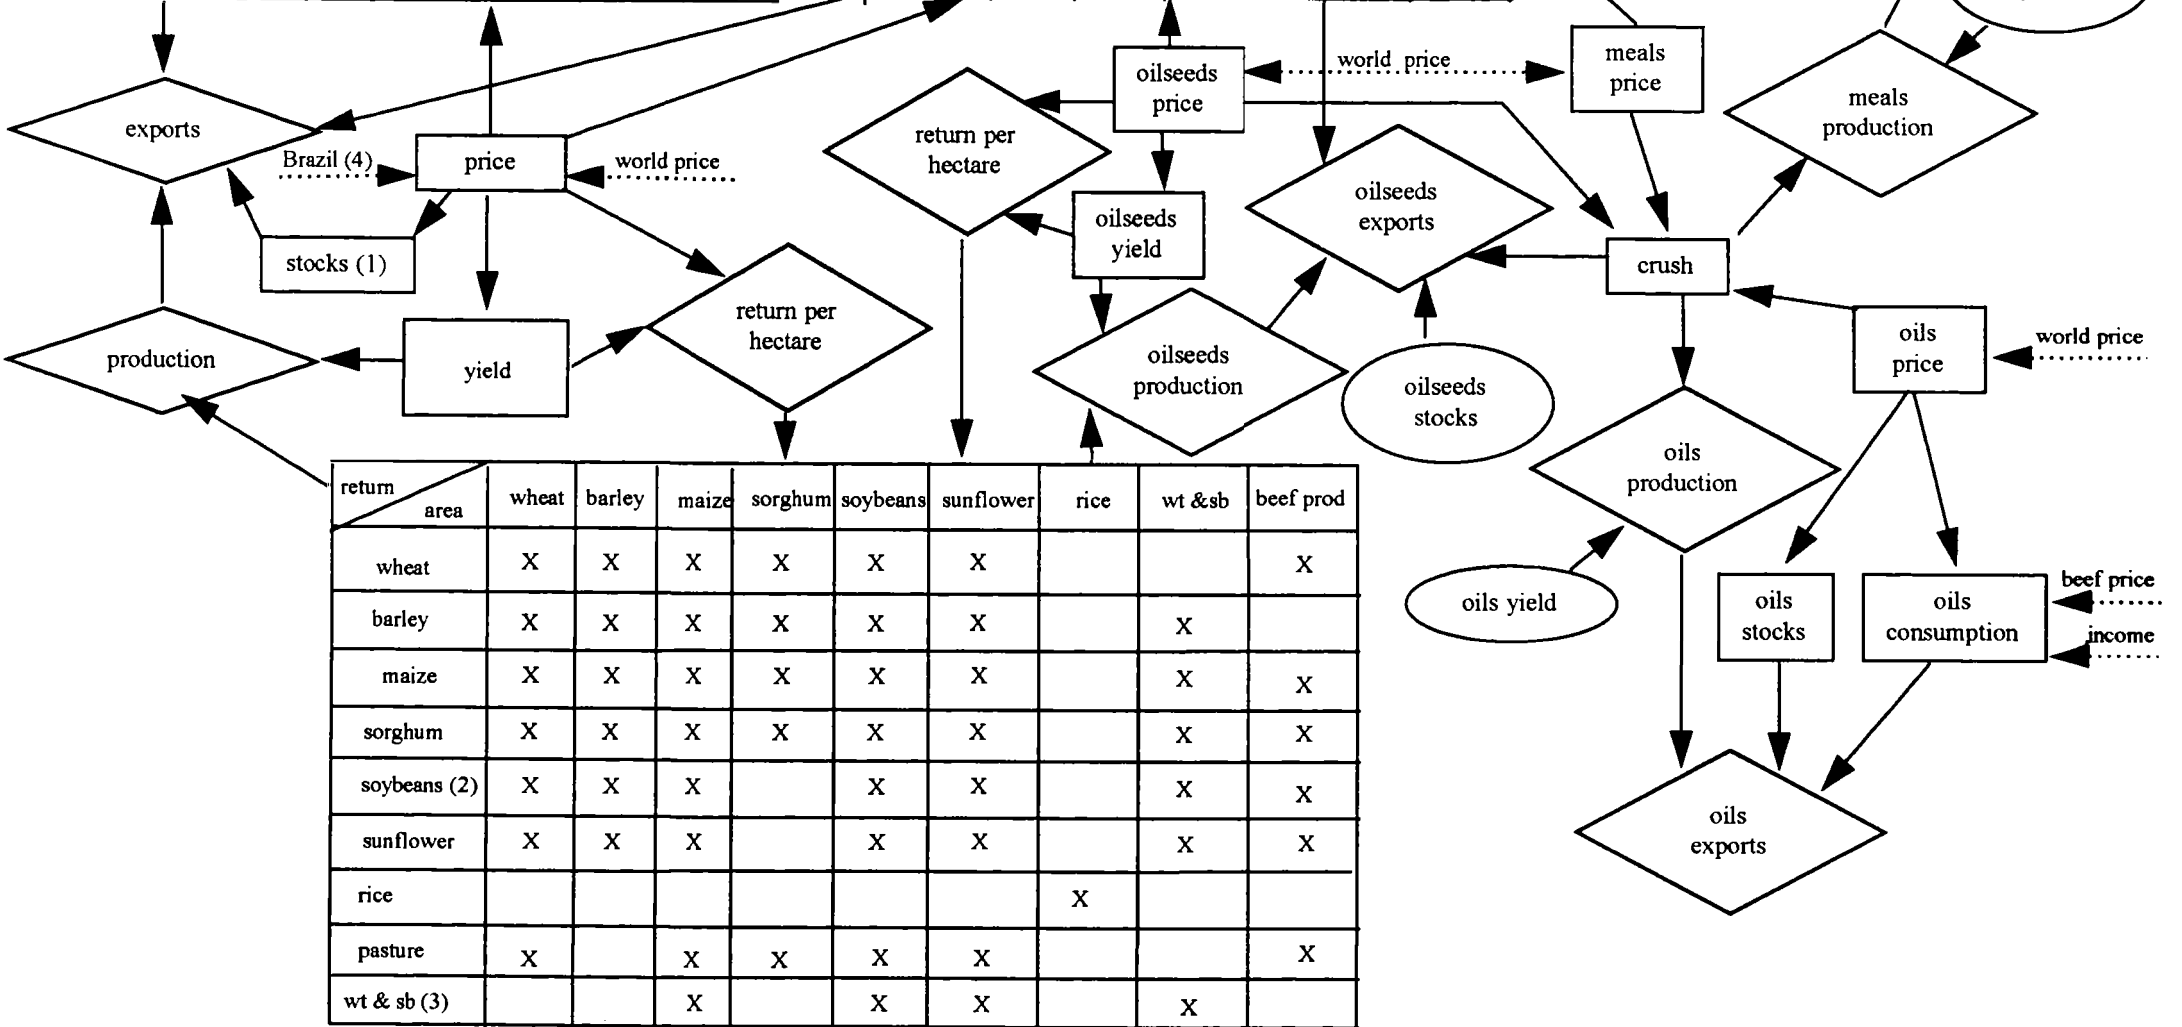 exports
Brazil (4)
price
world price
stocks (1)
production
yield
return per
hectare
return per
hectare
oilseeds
price
world price
meals
price
meals
production
oilseeds
yield
oilseeds
exports
crush
oilseeds
production
oilseeds
stocks
oils
price
world price
oils
production
oils yield
oils
stocks
oils
consumption
beef price
income
oils
exports
return
area wheat barley maize sorghum soybeans sunflower rice wt &sb beef prod
wheat X X X X X X X
barley X X X X X X X
maize X X X X X X X X
sorghum X X X X X X X X
soybeans (2) X X X X X X X
sunflower X X X X X X X
rice X
pasture X X X X X X
wt & sb (3) X X X X